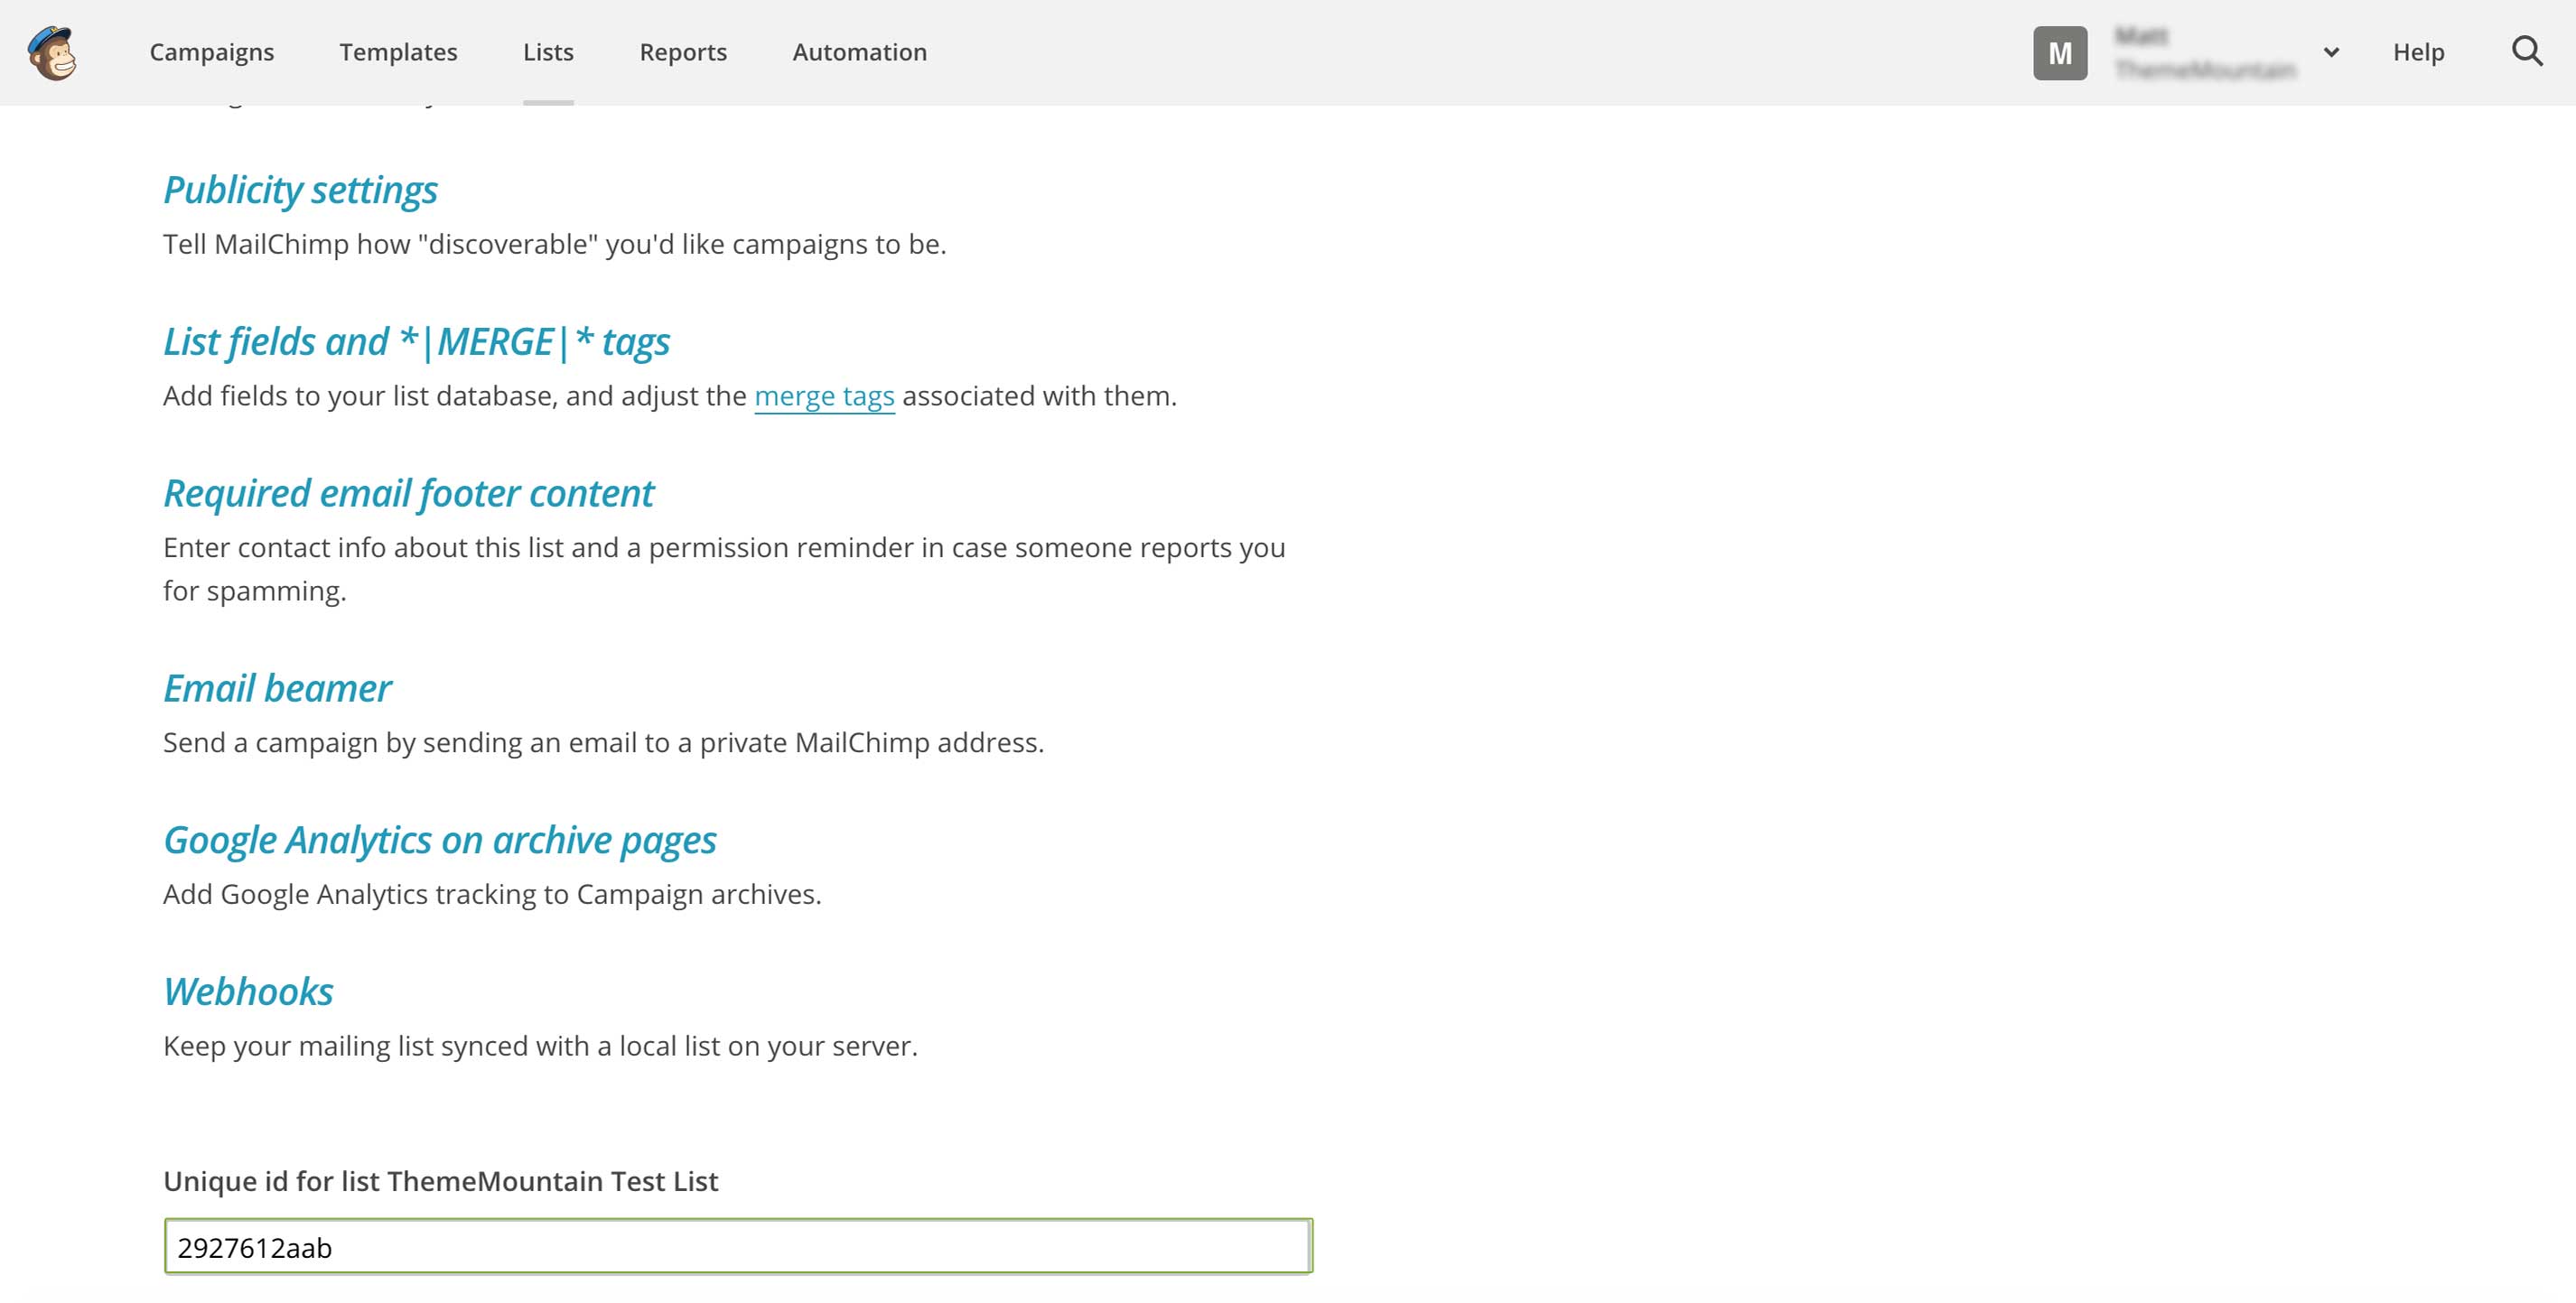 Campaigns Templates Lists Reports Automation M Matt Help
ThemeMountain
Publicity settings
Tell MailChimp how "discoverable" you'd like campaigns to be.
List fields and *|MERGE|* tags
Add fields to your list database, and adjust the merge tags associated with them.
Required email footer content
Enter contact info about this list and a permission reminder in case someone reports you
for spamming.
Email beamer
Send a campaign by sending an email to a private MailChimp address.
Google Analytics on archive pages
Add Google Analytics tracking to Campaign archives.
Webhooks
Keep your mailing list synced with a local list on your server.
Unique id for list ThemeMountain Test List
2927612aab